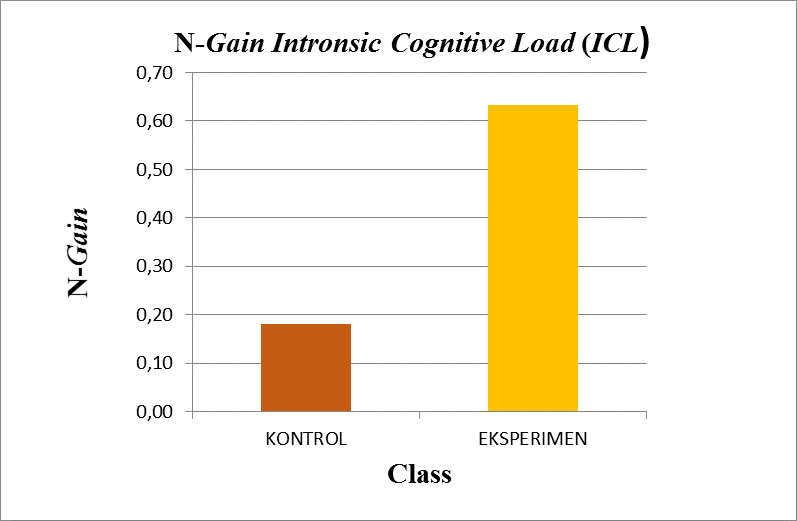 N-Gain Intronsic Cognitive Load (ICL)
0,70
0,60
0,50
0,40
0,30
0,20
0,10
0,00
N-Gain
KONTROL
EKSPERIMEN
Class